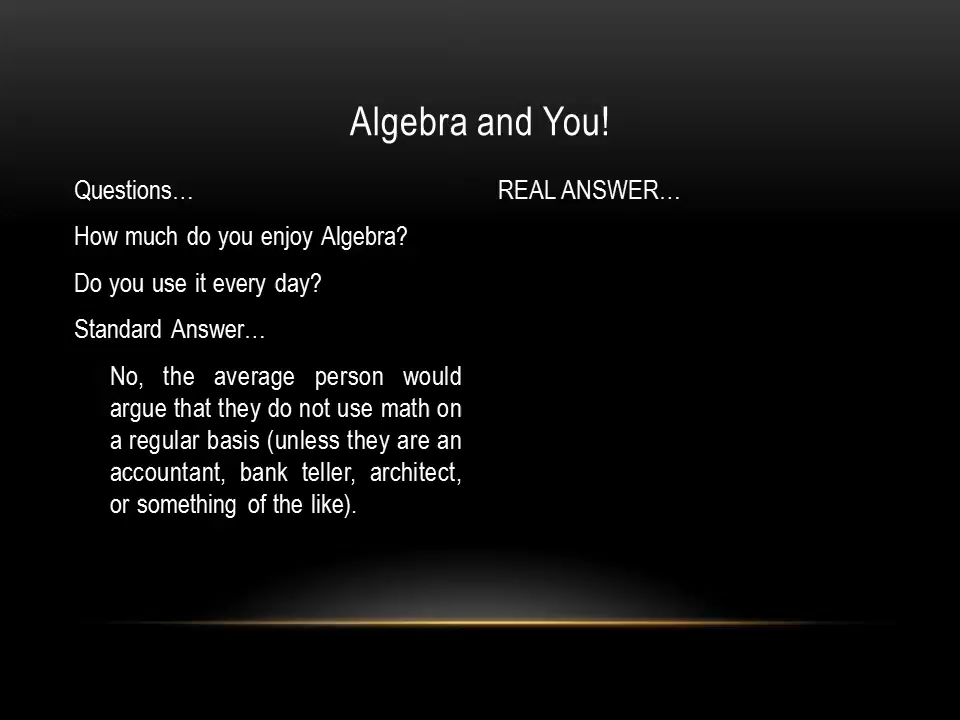 Algebra and You!
Questions…
How much do you enjoy Algebra?
Do you use it every day?
Standard Answer…
No, the average person would
argue that they do not use math on
a regular basis (unless they are an
accountant, bank teller, architect,
or something of the like).
REAL ANSWER…